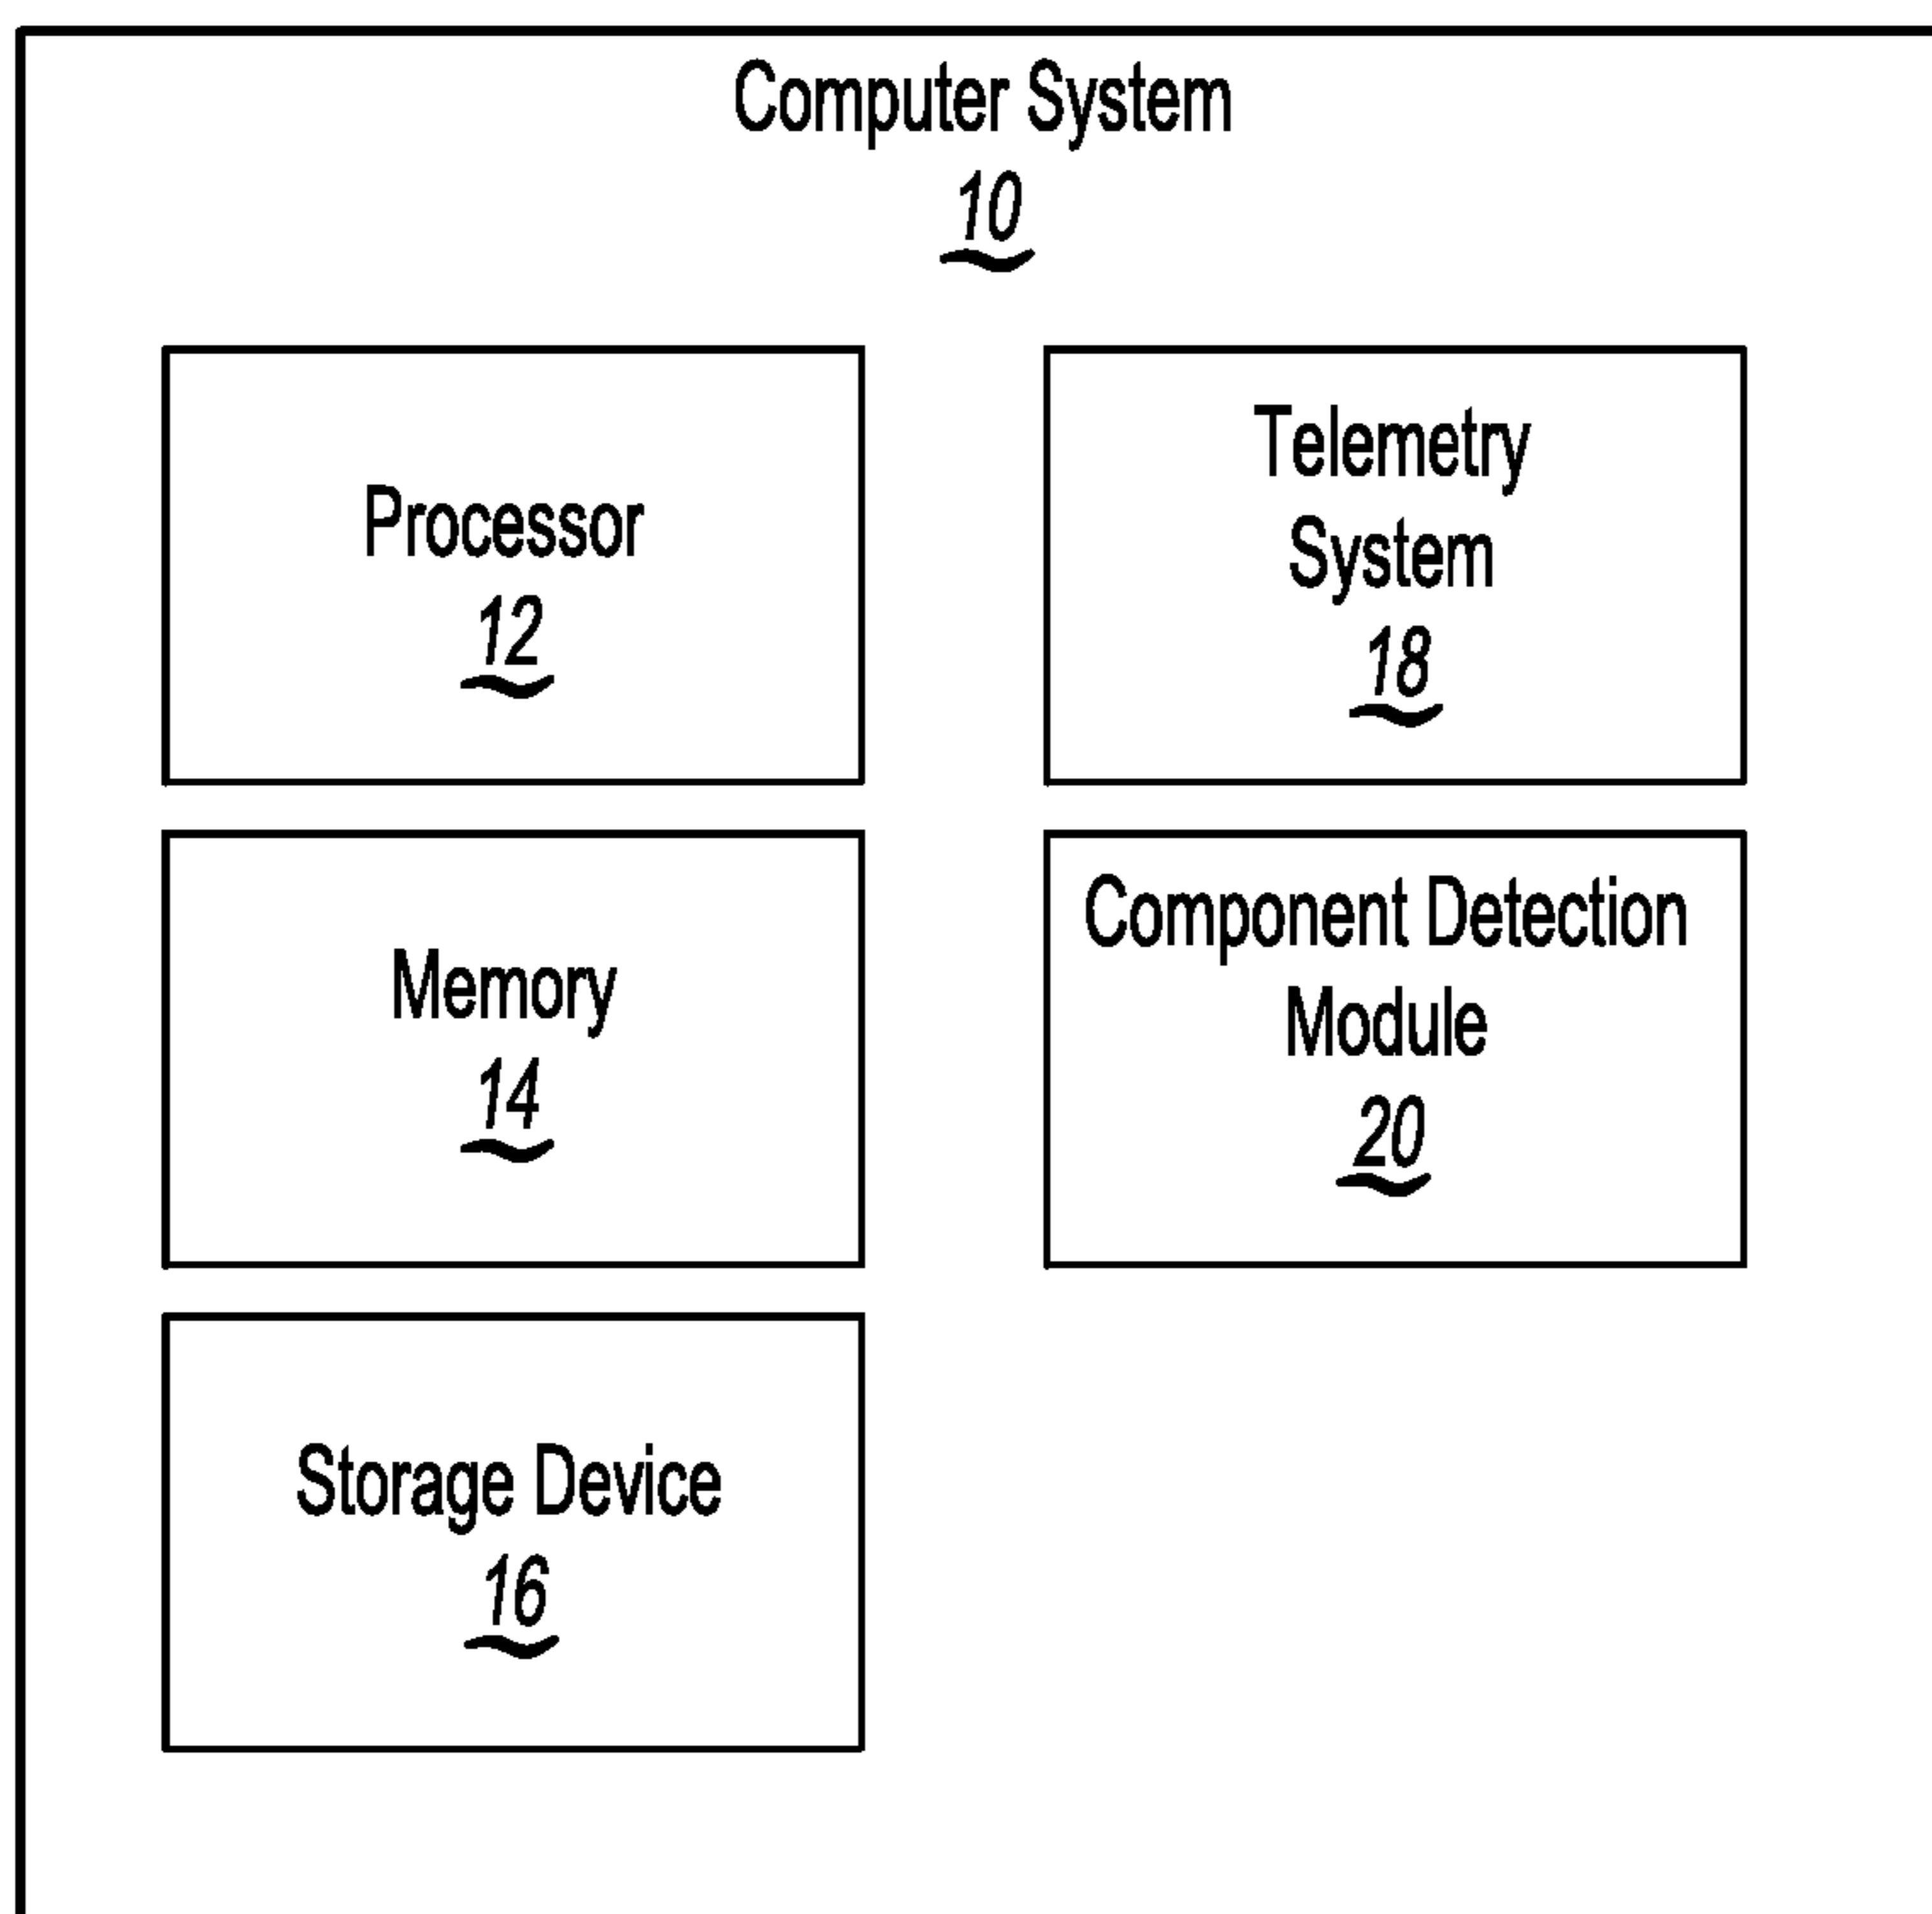 Computer System
10
Processor
12
Telemetry
System
18
Memory
14
Component Detection
Module
20
Storage Device
16